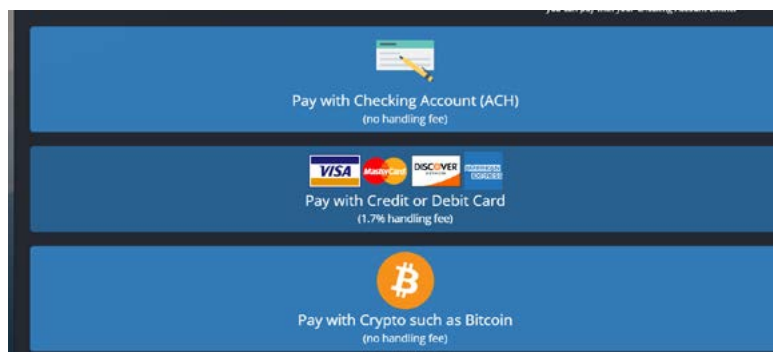 Pay with Checking Account (ACH)
(no handling fee)
VISA MasterCard DISCOVER AMERICAN EXPRESS
Pay with Credit or Debit Card
(1.7% handling fee)
Pay with Crypto such as Bitcoin
(no handling fee)